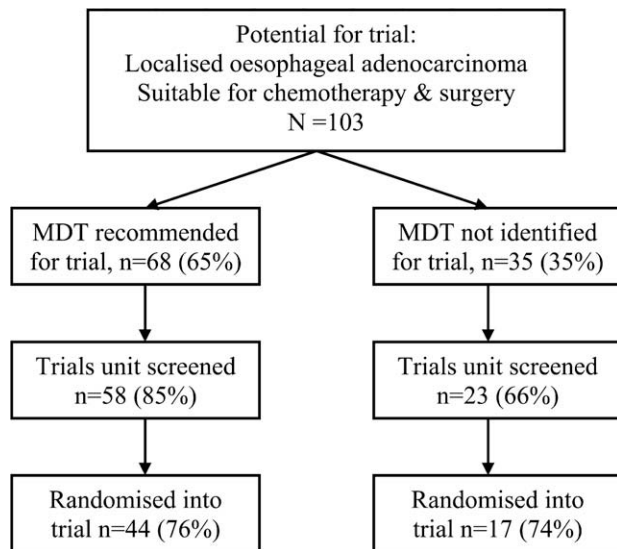 Potential for trial:
Localised oesophageal adenocarcinoma
Suitable for chemotherapy & surgery
N =103
MDT recommended
for trial, n=68 (65%)
MDT not identified
for trial, n=35 (35%)
Trials unit screened
n=58 (85%)
Trials unit screened
n=23 (66%)
Randomised into
trial n=44 (76%)
Randomised into
trial n=17 (74%)